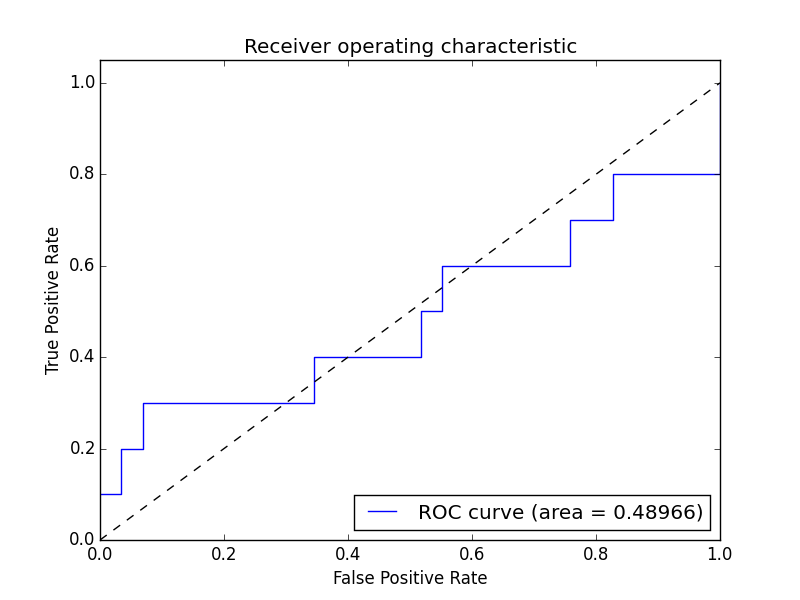 Receiver operating characteristic
True Positive Rate
1.0
0.8
0.6
0.4
0.2
0.0
ROC curve (area = 0.48966)
0.0 0.2 0.4 0.6 0.8 1.0
False Positive Rate